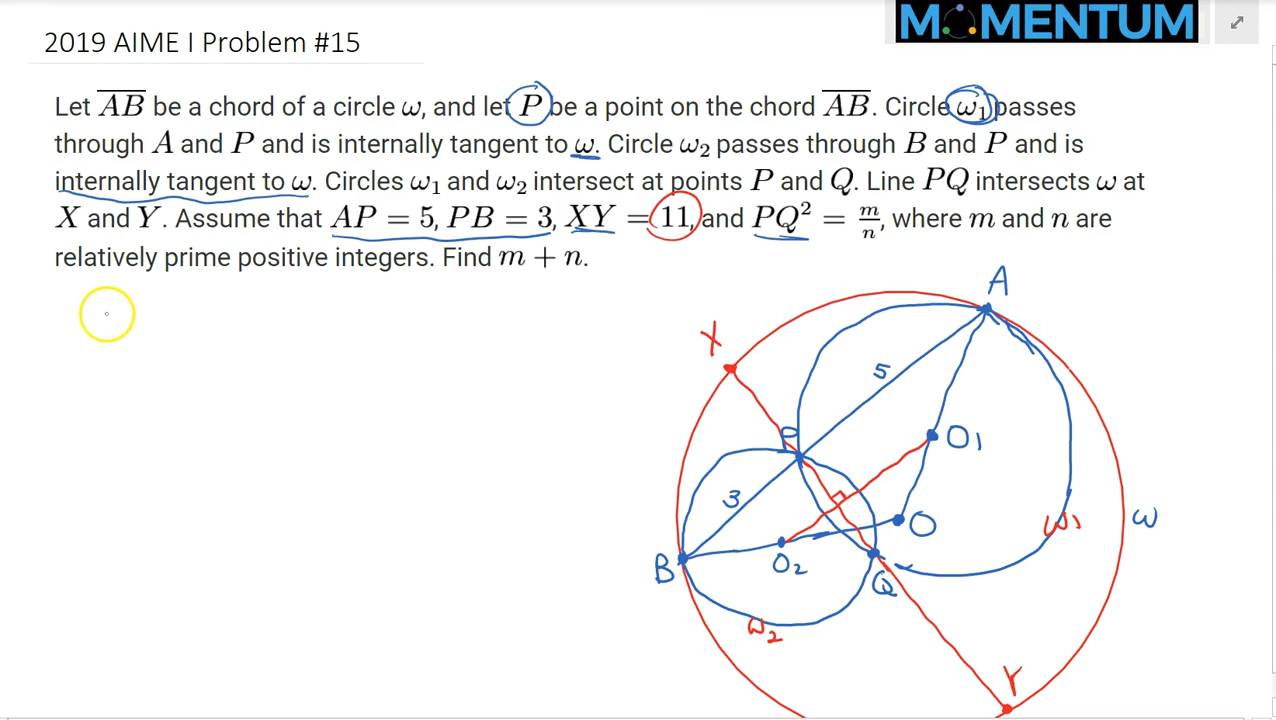 MOMENTUM
2019 AIME I Problem #15
Let AB be a chord of a circle ω, and let P be a point on the chord AB. Circle ω₁ passes
through A and P and is internally tangent to ω. Circle ω₂ passes through B and P and is
internally tangent to ω. Circles ω₁ and ω₂ intersect at points P and Q. Line PQ intersects ω at
X and Y. Assume that AP = 5, PB = 3, XY = 11, and PQ² = m/n, where m and n are
relatively prime positive integers. Find m + n.
A
X
5
P
O₁
3
O
ω₁
ω
B
O₂
Q
ω₂
Y